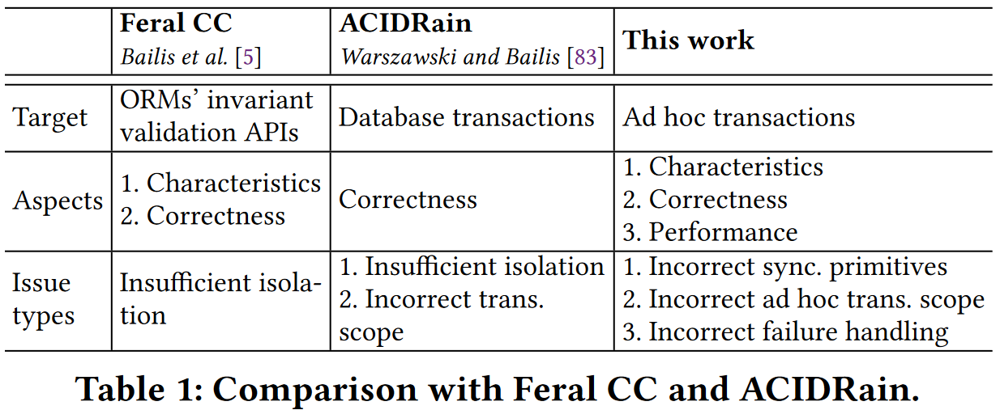 Feral CC
Bailis et al. [5]
ACIDRain
Warszawski and Bailis [83]
This work
Target
ORMs’ invariant
validation APIs
Database transactions
Ad hoc transactions
Aspects
1. Characteristics
2. Correctness
Correctness
1. Characteristics
2. Correctness
3. Performance
Issue
types
Insufficient isola-
tion
1. Insufficient isolation
2. Incorrect trans.
scope
1. Incorrect sync. primitives
2. Incorrect ad hoc trans. scope
3. Incorrect failure handling
Table 1: Comparison with Feral CC and ACIDRain.